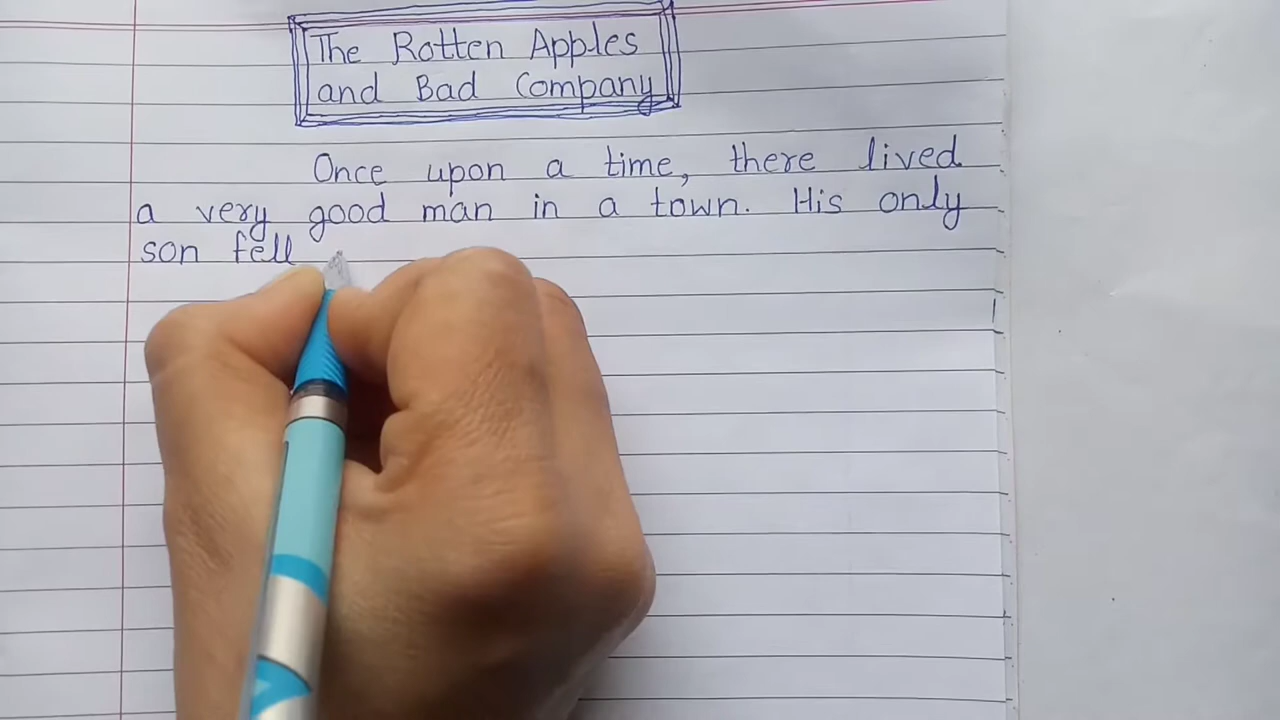 The Rotten Apples
and Bad Company
Once upon a time, there lived
a very good man in a town. His only
son fell